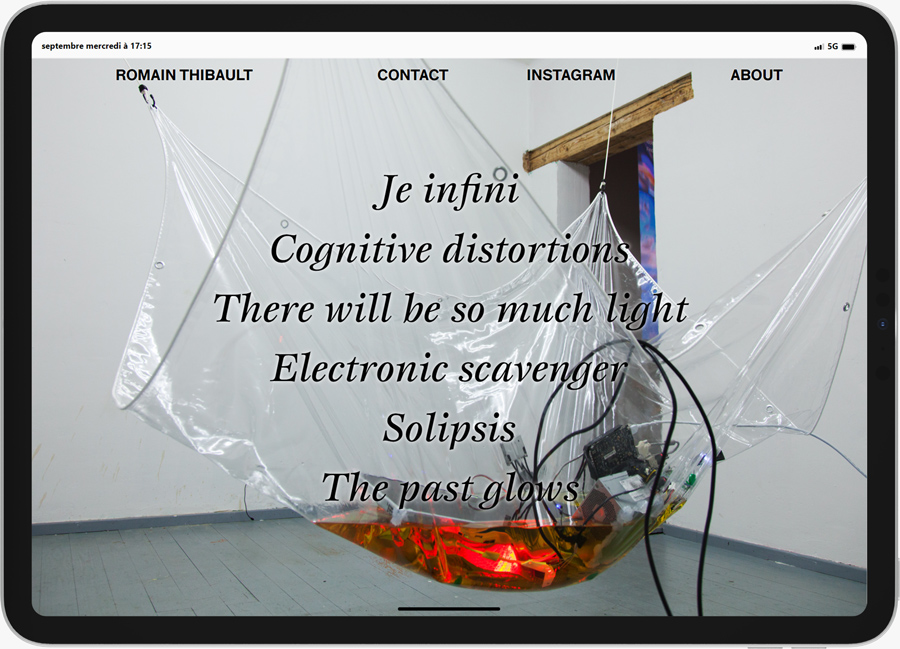 septembre mercredi à 17:15
5G
ROMAIN THIBAULT CONTACT INSTAGRAM ABOUT
Je infini
Cognitive distortions
There will be so much light
Electronic scavenger
Solipsis
The past glows